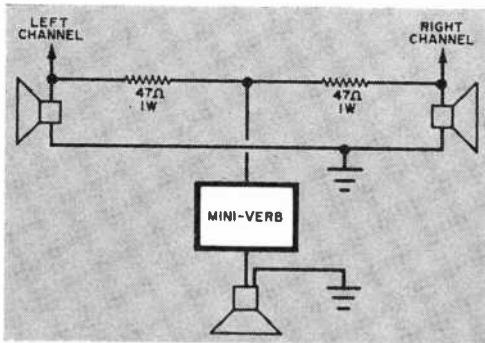 LEFT
CHANNEL
RIGHT
CHANNEL
47Ω
1W
47Ω
1W
MINI-VERB